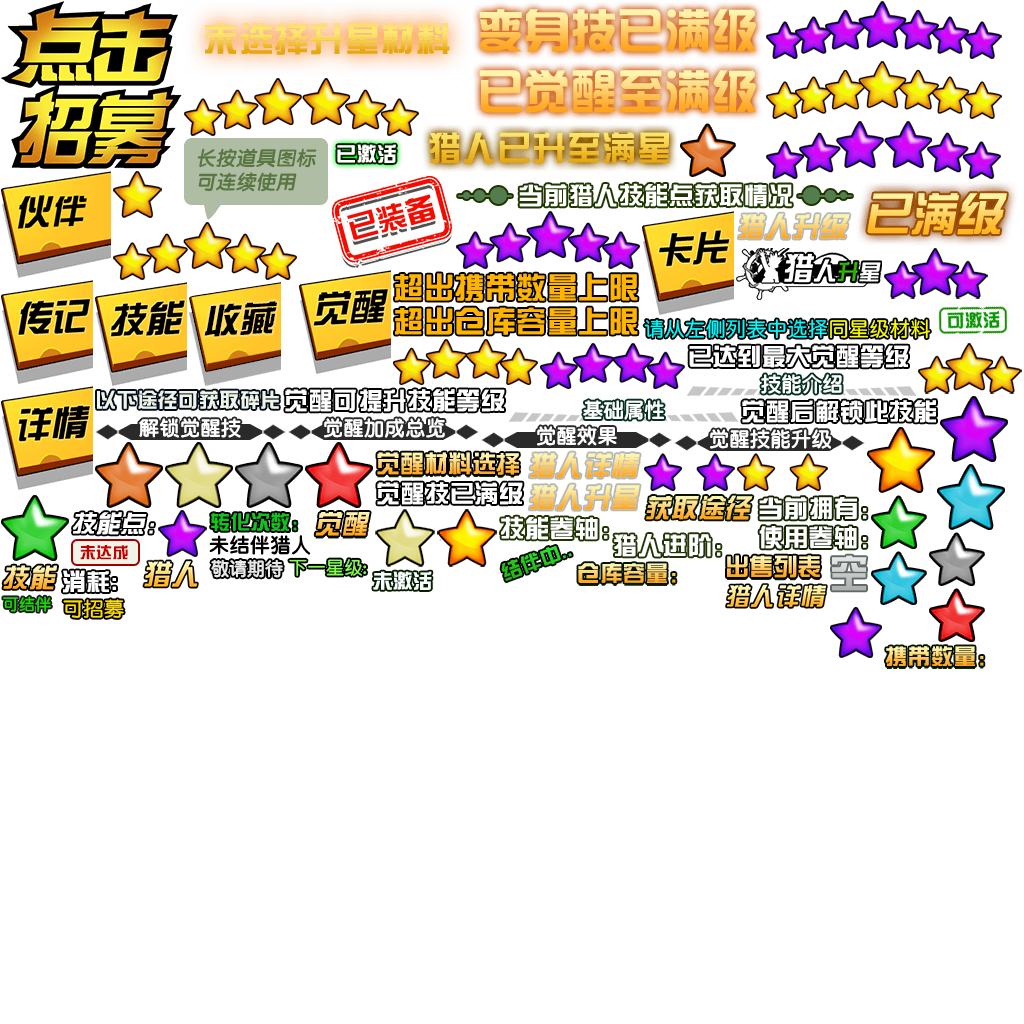 点击
招募
未选择升星材料
变身技已满级
已觉醒至满级
长按道具图标
可连续使用
已激活
猎人已升至满星
伙伴
已装备
当前猎人技能点获取情况
卡片
猎人升级
已满级
猎人升星
传记
技能
收藏
觉醒
超出携带数量上限
超出仓库容量上限
请从左侧列表中选择同星级材料
可激活
已达到最大觉醒等级
技能介绍
详情
以下途径可获取碎片
觉醒可提升技能等级
基础属性
觉醒后解锁此技能
解锁觉醒技
觉醒加成总览
觉醒效果
觉醒技能升级
觉醒材料选择
猎人详情
觉醒技已满级
猎人升星
获取途径
当前拥有:
技能点:
转化次数:
觉醒
技能卷轴:
使用卷轴:
未达成
未结伴猎人
猎人进阶:
技能
消耗:
猎人
敬请期待
下一星级:
未激活
结伴中..
仓库容量:
出售列表
空
可结伴
可招募
猎人详情
携带数量: